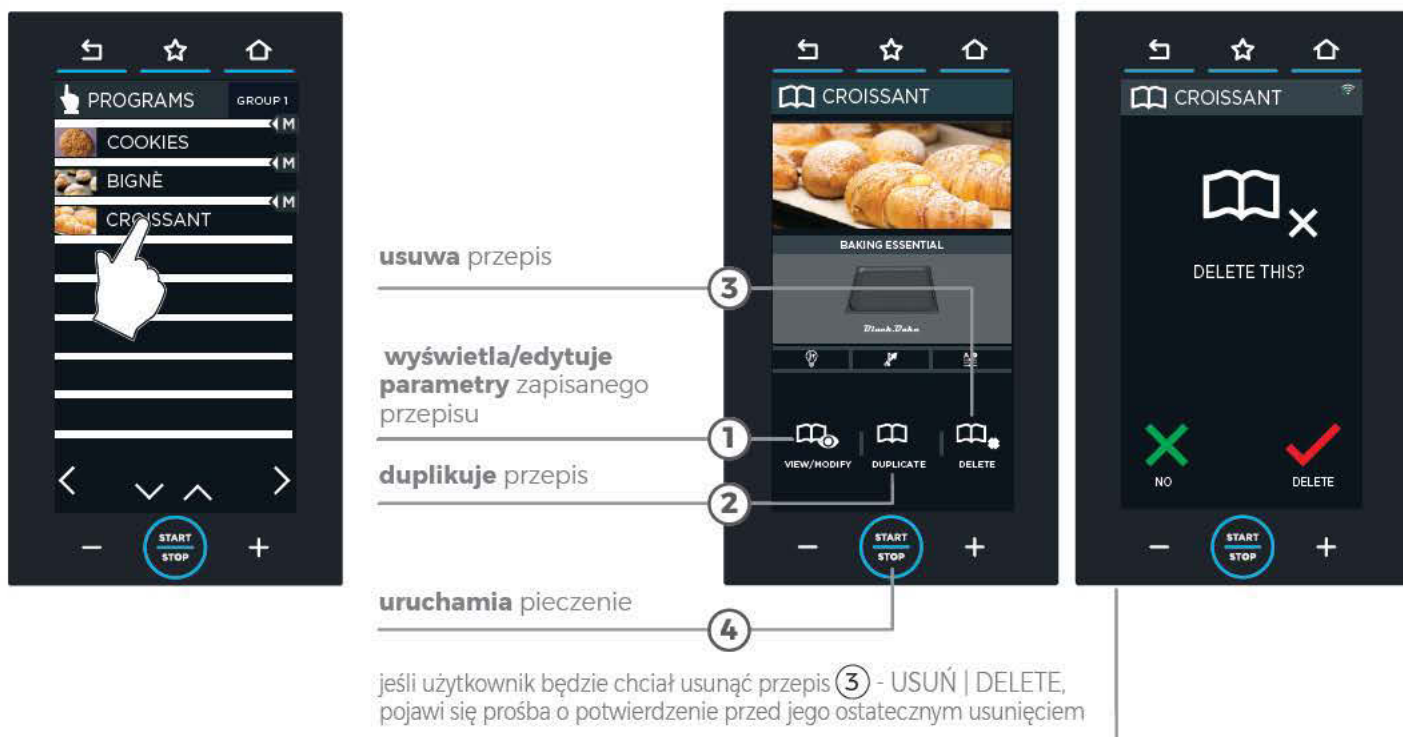 PROGRAMS
GROUP 1
M
COOKIES
M
BIGNÈ
M
CROISSANT
START
STOP
usuwa przepis
3
wyświetla/edytuje
parametry zapisanego
przepisu
1
duplikuje przepis
2
uruchamia pieczenie
4
jeśli użytkownik będzie chciał usunąć przepis 3 - USUŃ | DELETE,
pojawi się prośba o potwierdzenie przed jego ostatecznym usunięciem
CROISSANT
BAKING ESSENTIAL
Black.Bake
VIEW/MODIFY DUPLICATE DELETE
START
STOP
CROISSANT
DELETE THIS?
NO DELETE
START
STOP